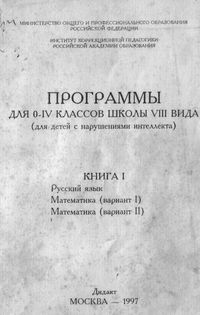 МИНИСТЕРСТВО ОБЩЕГО И ПРОФЕССИОНАЛЬНОГО ОБРАЗОВАНИЯ
РОССИЙСКОЙ ФЕДЕРАЦИИ
ИНСТИТУТ КОРРЕКЦИОННОЙ ПЕДАГОГИКИ
РОССИЙСКОЙ АКАДЕМИИ ОБРАЗОВАНИЯ
ПРОГРАММЫ
ДЛЯ 0-IV КЛАССОВ ШКОЛЫ VIII ВИДА
(для детей с нарушениями интеллекта)
КНИГА I
Русский язык
Математика (вариант I)
Математика (вариант II)
Дидакт
МОСКВА — 1997